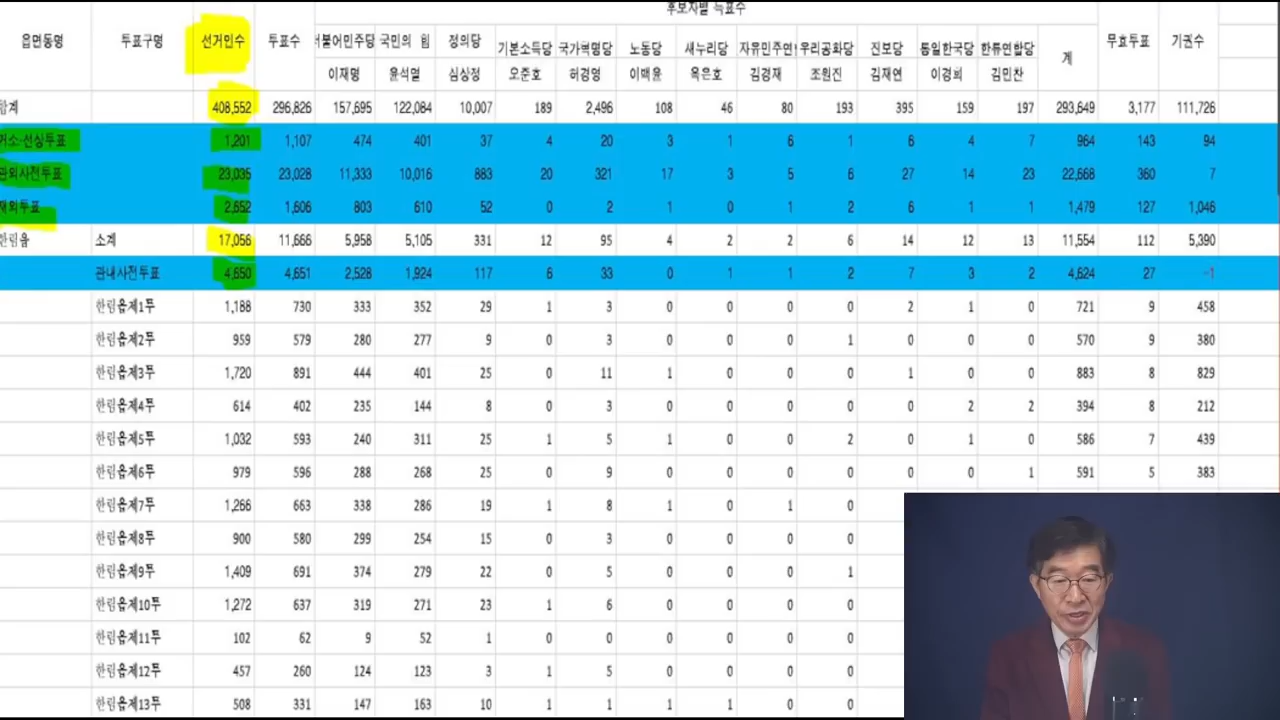 후보자별 득표수
읍면동명 투표구명 선거인수 투표수 더불어민주당 국민의 힘 정의당 기본소득당 국가혁명당 노동당 새누리당 우리공화당 진보당 통일한국당 한류연합당 계 무효투표 기권수
이재명 윤석열 심상정 오준호 허경영 이백윤 옥은호 김경재 조원진 김재연 이경희 김민찬
합계 408,552 296,826 157,695 122,084 10,007 189 2,496 108 46 80 193 395 159 197 293,649 3,177 111,726
거소·선상투표 1,201 1,107 474 401 37 4 20 3 1 6 1 6 4 7 964 143 94
관외사전투표 23,035 23,028 11,333 10,016 883 20 321 17 3 5 6 27 14 23 22,668 360 7
재외투표 2,652 1,606 803 610 52 0 2 1 0 1 2 6 1 1 1,479 127 1,046
한림읍 소계 17,056 11,666 5,958 5,105 331 12 95 4 2 2 6 14 12 13 11,554 112 5,390
관내사전투표 4,650 4,651 2,528 1,924 117 6 33 0 1 1 2 7 3 2 4,624 27 -1
한림읍제1투 1,188 730 333 352 29 1 3 0 0 0 0 2 1 0 721 9 458
한림읍제2투 959 579 280 277 9 0 3 0 0 0 1 0 0 0 570 9 380
한림읍제3투 1,720 891 444 401 25 0 11 1 0 0 0 1 0 0 883 8 829
한림읍제4투 614 402 235 144 8 0 3 0 0 0 0 0 2 2 394 8 212
한림읍제5투 1,032 593 240 311 25 1 5 1 0 0 2 0 1 0 586 7 439
한림읍제6투 979 596 288 268 25 0 9 0 0 0 0 0 0 1 591 5 383
한림읍제7투 1,266 663 338 286 19 1 8 1 0 1 0
한림읍제8투 900 580 299 254 15 0 3 0 0 0 0
한림읍제9투 1,409 691 374 279 22 0 5 0 0 0 1
한림읍제10투 1,272 637 319 271 23 1 6 0 0 0 0
한림읍제11투 102 62 9 52 1 0 0 0 0 0 0
한림읍제12투 457 260 124 123 3 1 5 0 0 0 0
한림읍제13투 508 331 147 163 10 1 1 1 1 0 0